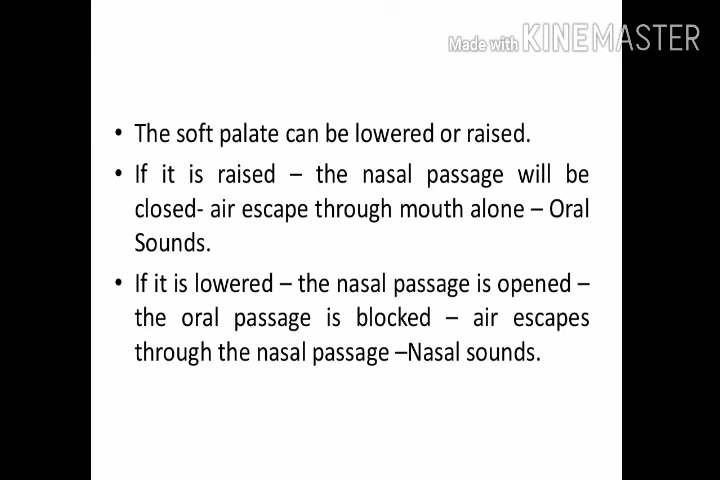 Made with KINEMASTER
• The soft palate can be lowered or raised.
• If it is raised – the nasal passage will be
closed- air escape through mouth alone – Oral
Sounds.
• If it is lowered – the nasal passage is opened –
the oral passage is blocked – air escapes
through the nasal passage –Nasal sounds.